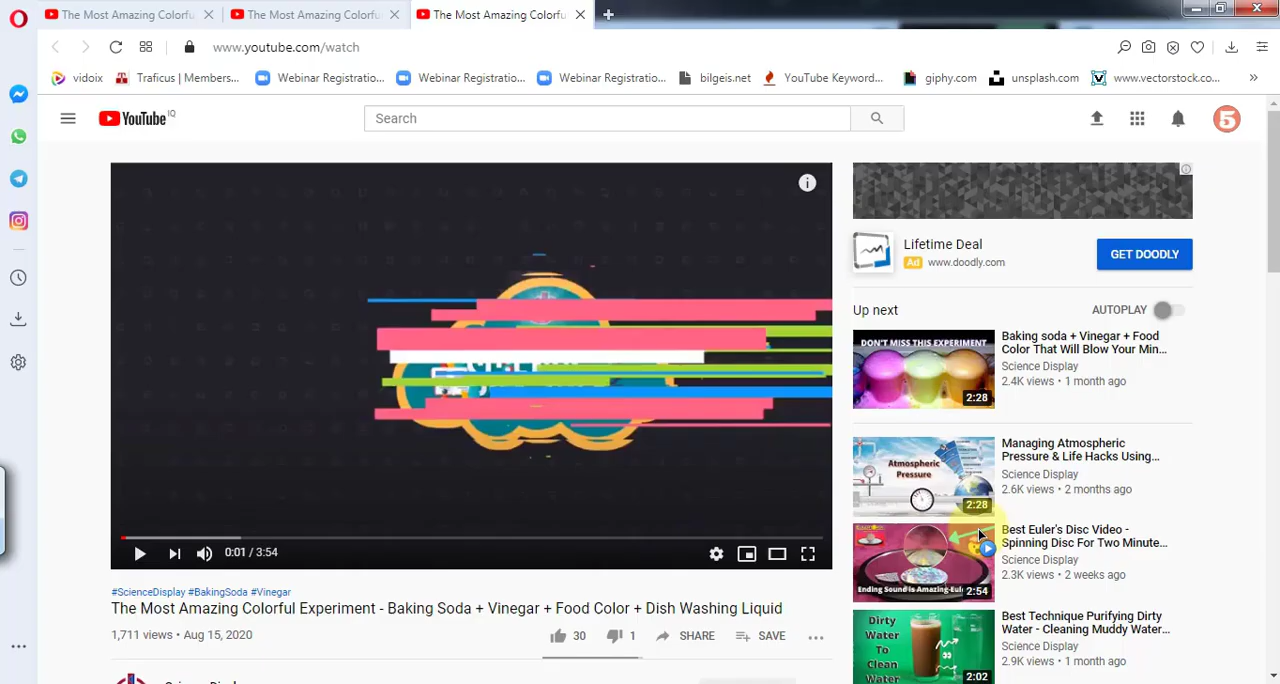 The Most Amazing Colorfu
The Most Amazing Colorfu
The Most Amazing Colorfu
www.youtube.com/watch
vidoix
Traficus | Members...
Webinar Registratio...
Webinar Registratio...
Webinar Registratio...
bilgeis.net
YouTube Keyword...
giphy.com
unsplash.com
www.vectorstock.co...
YouTube IQ
Search
5
Lifetime Deal
Ad www.doodly.com
GET DOODLY
Up next
AUTOPLAY
DON'T MISS THIS EXPERIMENT
2:28
Baking soda + Vinegar + Food
Color That Will Blow Your Min...
Science Display
2.4K views • 1 month ago
Atmospheric
Pressure
2:28
Managing Atmospheric
Pressure & Life Hacks Using...
Science Display
2.6K views • 2 months ago
Ending Sound is Amazing-Eul
2:54
Best Euler's Disc Video -
Spinning Disc For Two Minute...
Science Display
2.3K views • 2 weeks ago
Dirty
Water
To
Clean
Water
2:02
Best Technique Purifying Dirty
Water - Cleaning Muddy Water...
Science Display
2.9K views • 1 month ago
0:01 / 3:54
#ScienceDisplay #BakingSoda #Vinegar
The Most Amazing Colorful Experiment - Baking Soda + Vinegar + Food Color + Dish Washing Liquid
1,711 views • Aug 15, 2020
30
1
SHARE
SAVE